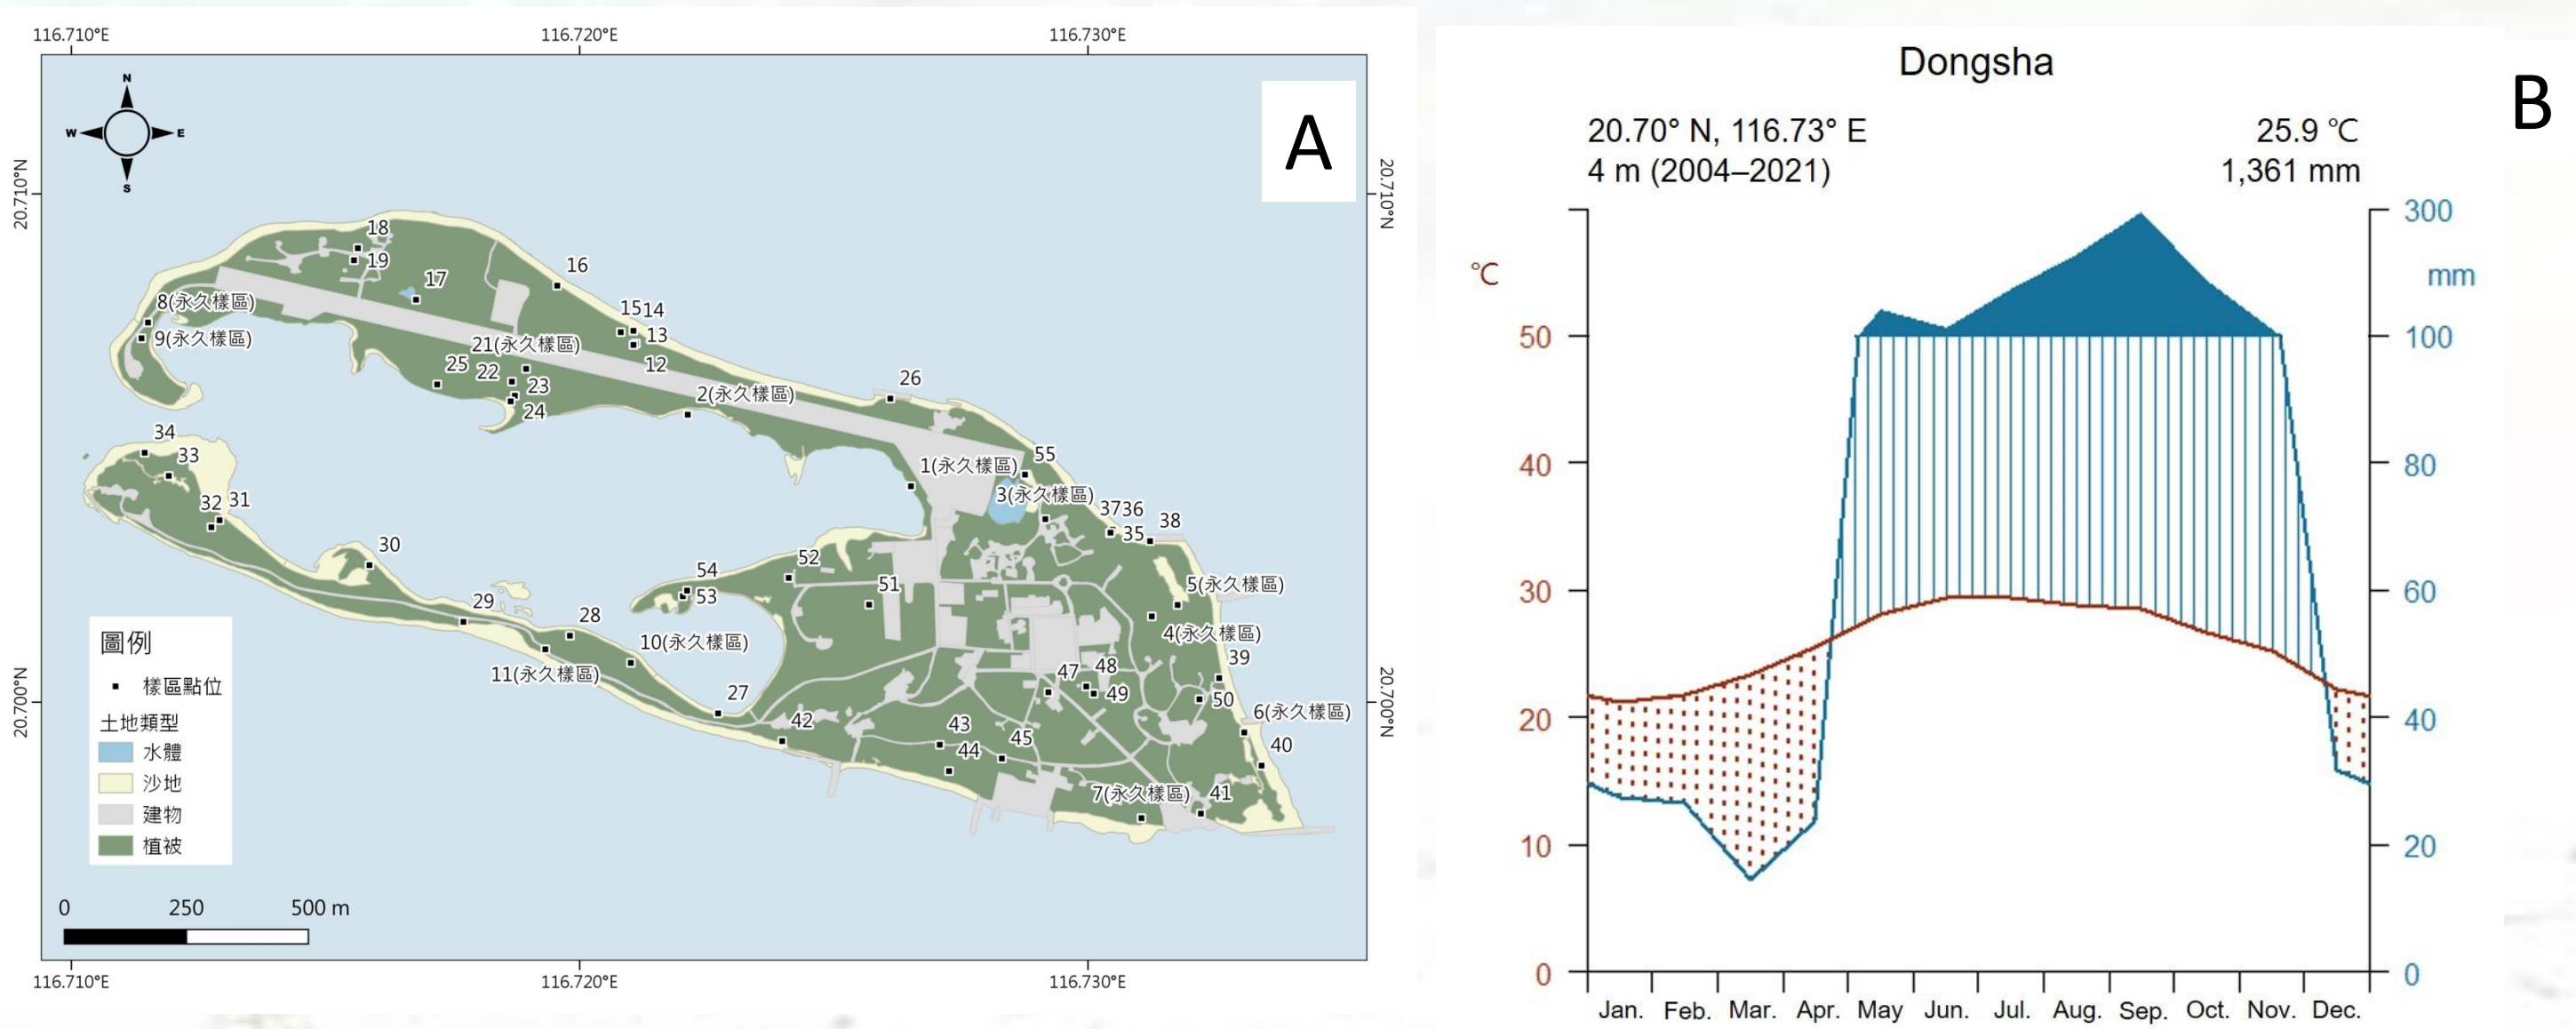 116.710°E 116.720°E 116.730°E
N
W E
S
A
20.710°N 20.710°N
18
19
17
16
8(永久樣區)
9(永久樣區)
15 14
13
12
21(永久樣區)
25 22
23
24
2(永久樣區)
26
34
33
32 31
1(永久樣區)
55
3(永久樣區)
37 36
35
38
30
52
54
53
51
5(永久樣區)
4(永久樣區)
29
28
10(永久樣區)
11(永久樣區)
27
39
47 48
49
50
6(永久樣區)
42
43
44
45
40
7(永久樣區)
41
20.700°N 20.700°N
圖例
樣區點位
土地類型
水體
沙地
建物
植被
0 250 500 m
116.710°E 116.720°E 116.730°E
Dongsha
B
20.70° N, 116.73° E 25.9 ℃
4 m (2004–2021) 1,361 mm
300
℃ mm
50 100
40 80
30 60
20 40
10 20
0 0
Jan. Feb. Mar. Apr. May Jun. Jul. Aug. Sep. Oct. Nov. Dec.